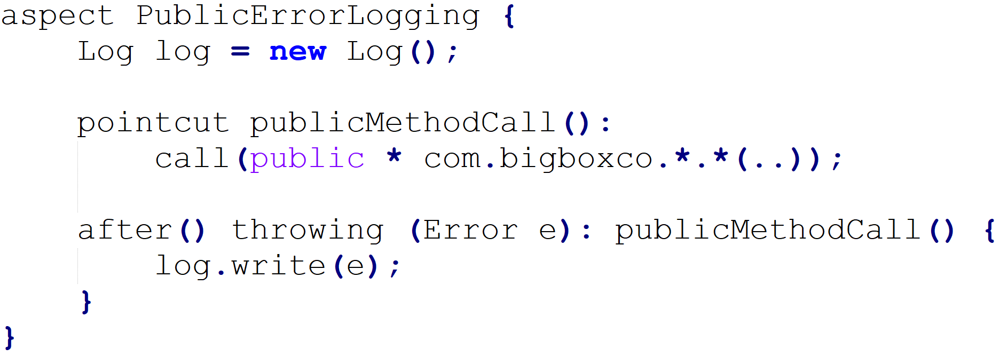 aspect PublicErrorLogging {
    Log log = new Log();
    pointcut publicMethodCall():
        call(public * com.bigboxco.*.*(..));
    after() throwing (Error e): publicMethodCall() {
        log.write(e);
    }
}